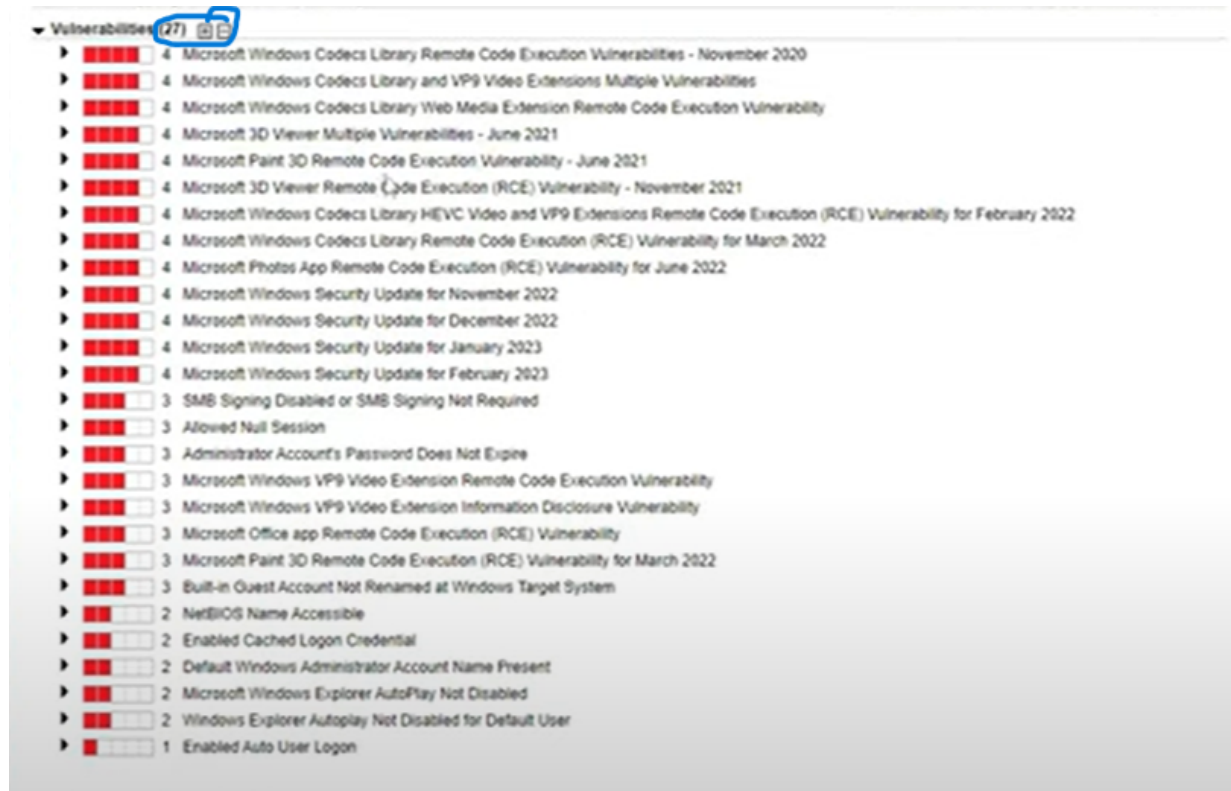 Vulnerabilities (27)
4 Microsoft Windows Codecs Library Remote Code Execution Vulnerabilities - November 2020
4 Microsoft Windows Codecs Library and VP9 Video Extensions Multiple Vulnerabilities
4 Microsoft Windows Codecs Library Web Media Extension Remote Code Execution Vulnerability
4 Microsoft 3D Viewer Multiple Vulnerabilities - June 2021
4 Microsoft Paint 3D Remote Code Execution Vulnerability - June 2021
4 Microsoft 3D Viewer Remote Code Execution (RCE) Vulnerability - November 2021
4 Microsoft Windows Codecs Library HEVC Video and VP9 Extensions Remote Code Execution (RCE) Vulnerability for February 2022
4 Microsoft Windows Codecs Library Remote Code Execution (RCE) Vulnerability for March 2022
4 Microsoft Photos App Remote Code Execution (RCE) Vulnerability for June 2022
4 Microsoft Windows Security Update for November 2022
4 Microsoft Windows Security Update for December 2022
4 Microsoft Windows Security Update for January 2023
4 Microsoft Windows Security Update for February 2023
3 SMB Signing Disabled or SMB Signing Not Required
3 Allowed Null Session
3 Administrator Account's Password Does Not Expire
3 Microsoft Windows VP9 Video Extension Remote Code Execution Vulnerability
3 Microsoft Windows VP9 Video Extension Information Disclosure Vulnerability
3 Microsoft Office app Remote Code Execution (RCE) Vulnerability
3 Microsoft Paint 3D Remote Code Execution (RCE) Vulnerability for March 2022
3 Built-in Guest Account Not Renamed at Windows Target System
2 NetBIOS Name Accessible
2 Enabled Cached Logon Credential
2 Default Windows Administrator Account Name Present
2 Microsoft Windows Explorer AutoPlay Not Disabled
2 Windows Explorer Autoplay Not Disabled for Default User
1 Enabled Auto User Logon